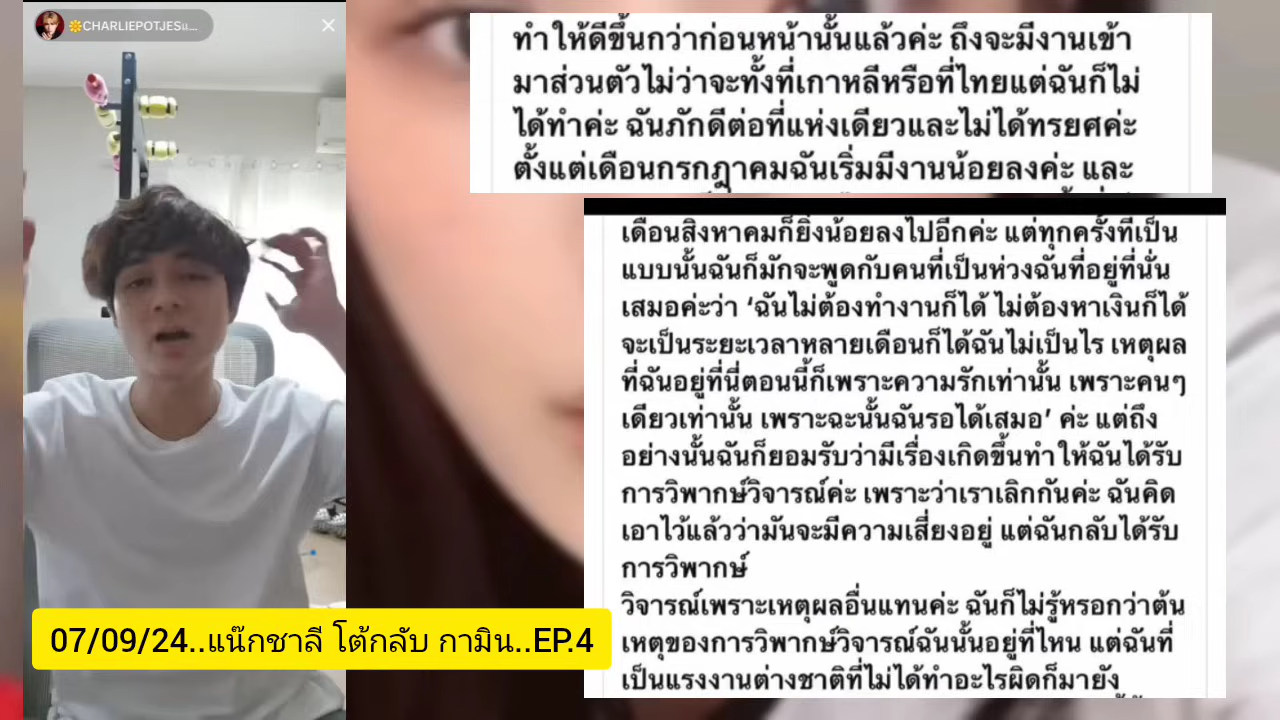 CHARLIEPOTJESแ...
ทำให้ดีขึ้นกว่าก่อนหน้านั้นแล้วค่ะ ถึงจะมีงานเข้า
มาส่วนตัวไม่ว่าจะทั้งที่เกาหลีหรือที่ไทยแต่ฉันก็ไม่
ได้ทำค่ะ ฉันภักดีต่อที่แห่งเดียวและไม่ได้ทรยศค่ะ
ตั้งแต่เดือนกรกฎาคมฉันเริ่มมีงานน้อยลงค่ะ และ
เดือนสิงหาคมก็ยิ่งน้อยลงไปอีกค่ะ แต่ทุกครั้งที่เป็น
แบบนั้นฉันก็มักจะพูดกับคนที่เป็นห่วงฉันที่อยู่ที่นั่น
เสมอค่ะว่า ‘ฉันไม่ต้องทำงานก็ได้ ไม่ต้องหาเงินก็ได้
จะเป็นระยะเวลาหลายเดือนก็ได้ฉันไม่เป็นไร เหตุผล
ที่ฉันอยู่ที่นี่ตอนนี้ก็เพราะความรักเท่านั้น เพราะคนๆ
เดียวเท่านั้น เพราะฉะนั้นฉันรอได้เสมอ’ ค่ะ แต่ถึง
อย่างนั้นฉันก็ยอมรับว่ามีเรื่องเกิดขึ้นทำให้ฉันได้รับ
การวิพากษ์วิจารณ์ค่ะ เพราะว่าเราเลิกกันค่ะ ฉันคิด
เอาไว้แล้วว่ามันจะมีความเสี่ยงอยู่ แต่ฉันกลับได้รับ
การวิพากษ์
วิจารณ์เพราะเหตุผลอื่นแทนค่ะ ฉันก็ไม่รู้หรอกว่าต้น
เหตุของการวิพากษ์วิจารณ์ฉันนั้นอยู่ที่ไหน แต่ฉันที่
เป็นแรงงานต่างชาติที่ไม่ได้ทำอะไรผิดก็มายัง
07/09/24..แน๊กชาลี โต้กลับ กามิน..EP.4